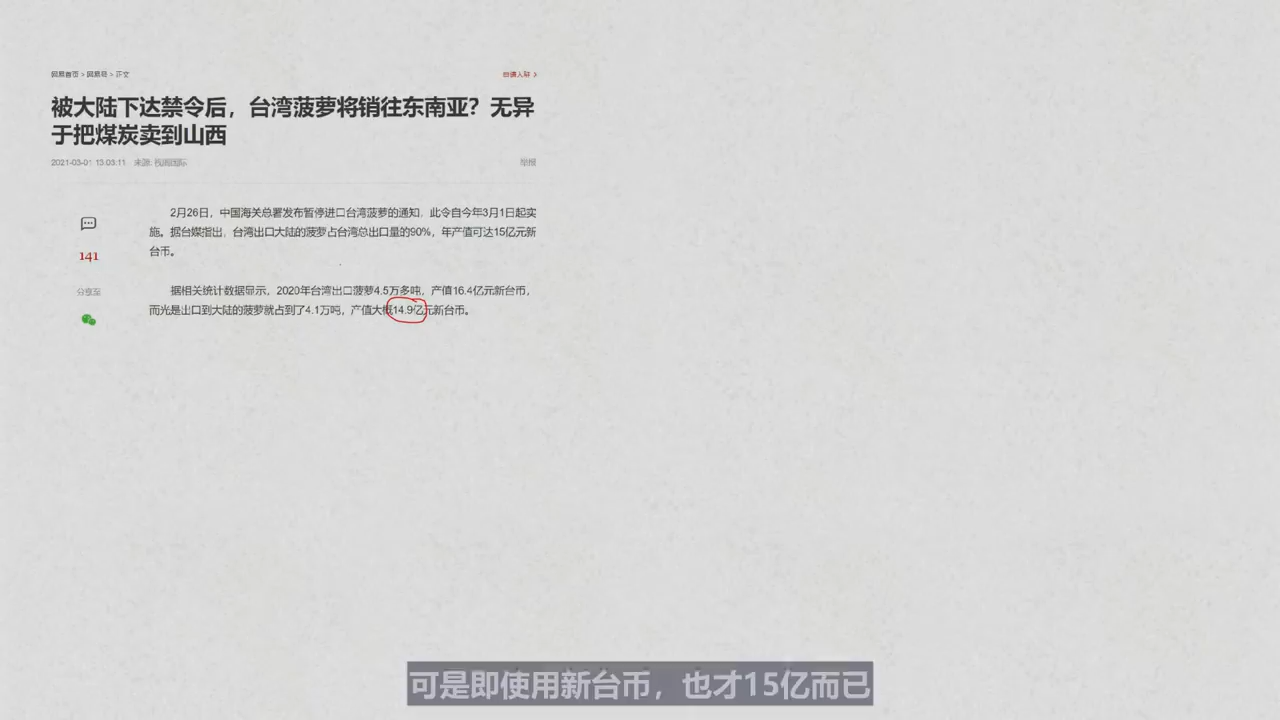 网易首页 > 网易号 > 正文
申请入驻 >
被大陆下达禁令后，台湾菠萝将销往东南亚？无异
于把煤炭卖到山西
2021-03-01 13:03:11 来源: 视阅国际
举报
2月26日，中国海关总署发布暂停进口台湾菠萝的通知，此令自今年3月1日起实
施。据台媒指出，台湾出口大陆的菠萝占台湾总出口量的90%，年产值可达15亿元新
台币。
141
分享至
据相关统计数据显示，2020年台湾出口菠萝4.5万多吨，产值16.4亿元新台币，
而光是出口到大陆的菠萝就占到了4.1万吨，产值大概14.9亿元新台币。
可是即使用新台币，也才15亿而已